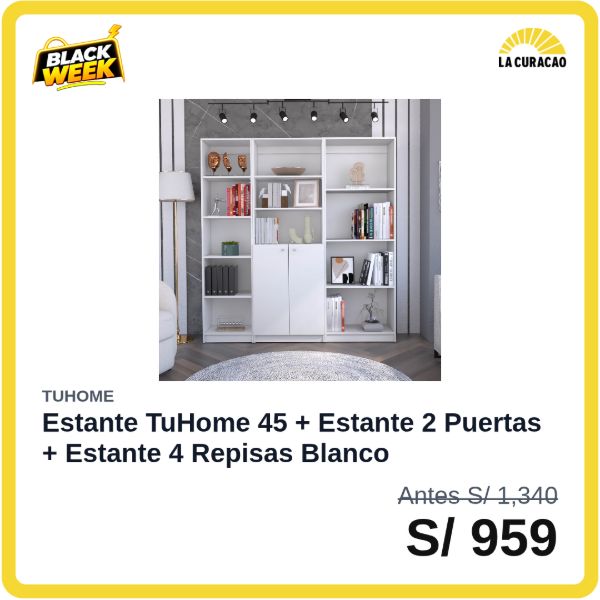 BLACK
WEEK
LA CURACAO
TUHOME
Estante TuHome 45 + Estante 2 Puertas
+ Estante 4 Repisas Blanco
Antes S/ 1,340
S/ 959